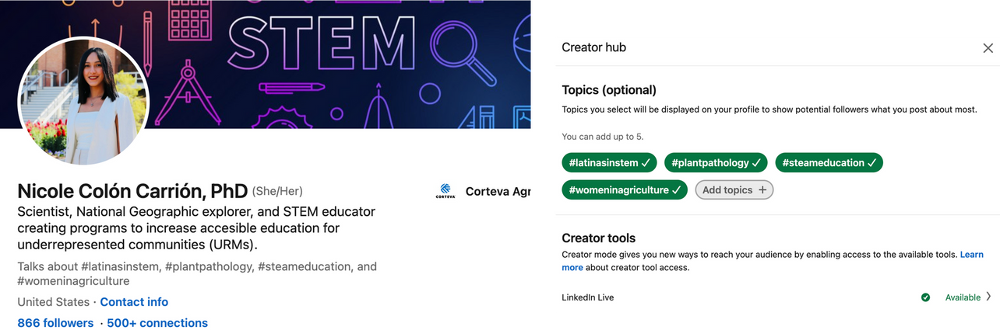 STEM
Nicole Colón Carrión, PhD (She/Her)
CORTEVA
Corteva Agr
Scientist, National Geographic explorer, and STEM educator
creating programs to increase accesible education for
underrepresented communities (URMs).
Talks about #latinasinstem, #plantpathology, #steameducation, and
#womeninagriculture
United States · Contact info
866 followers · 500+ connections
Creator hub
Topics (optional)
Topics you select will be displayed on your profile to show potential followers what you post about most.
You can add up to 5.
#latinasinstem ✓ #plantpathology ✓ #steameducation ✓
#womeninagriculture ✓ Add topics +
Creator tools
Creator mode gives you new ways to reach your audience by enabling access to the available tools. Learn
more about creator tool access.
LinkedIn Live Available